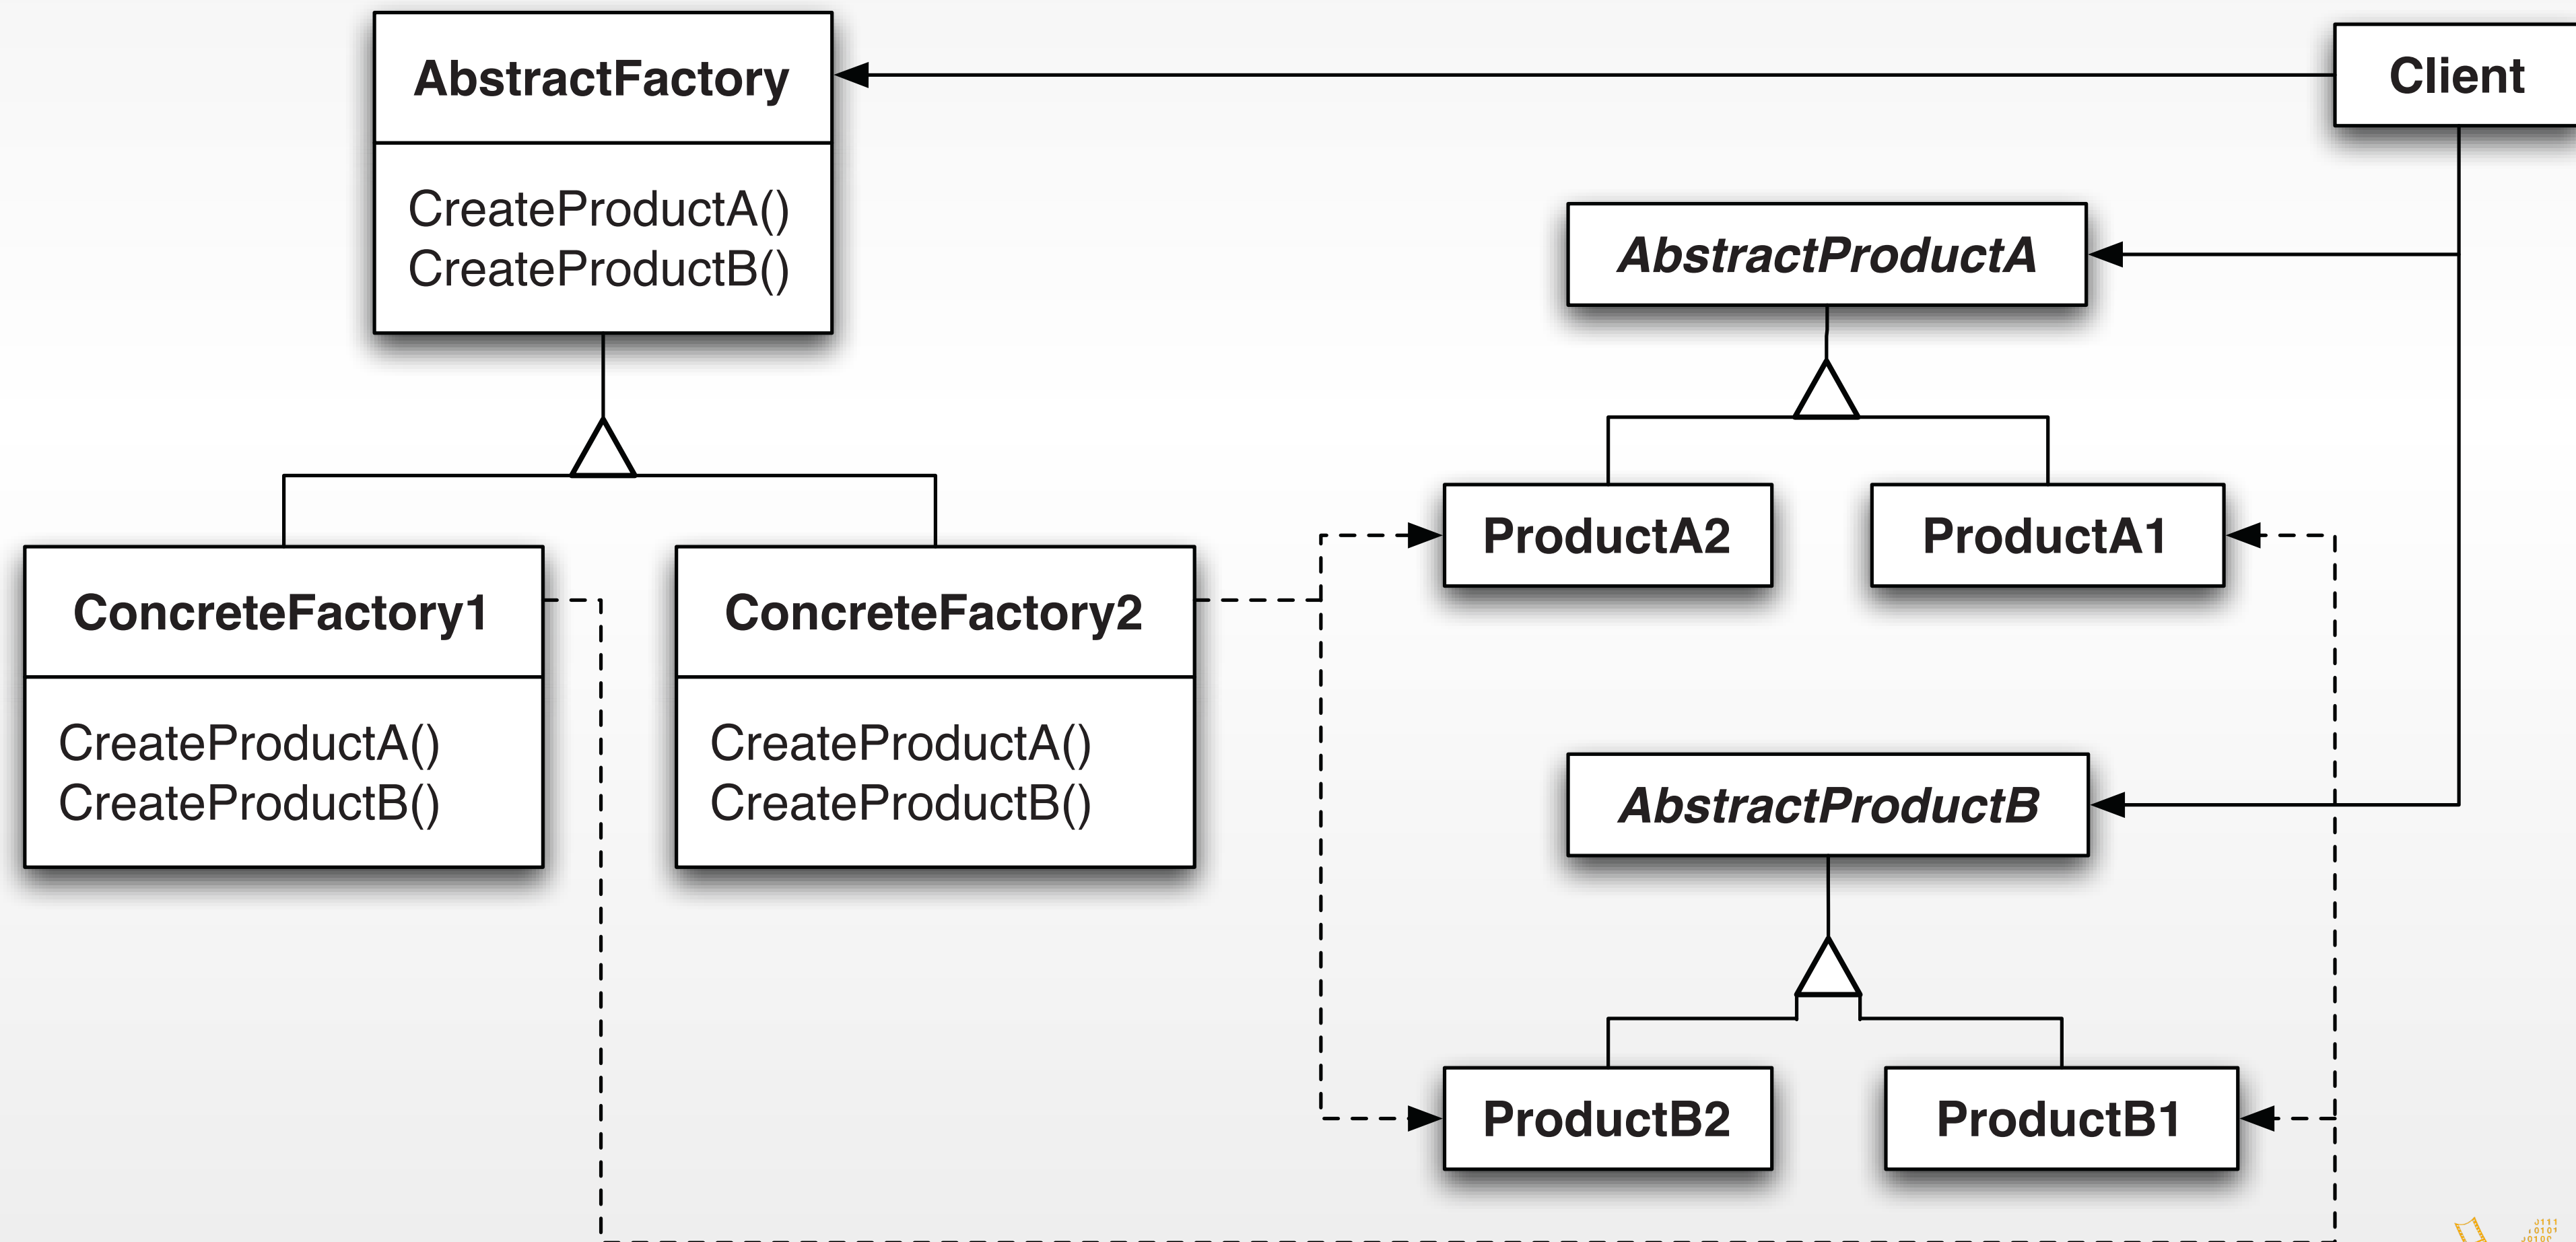 AbstractFactory
CreateProductA()
CreateProductB()
Client
AbstractProductA
ProductA2
ProductA1
ConcreteFactory1
CreateProductA()
CreateProductB()
ConcreteFactory2
CreateProductA()
CreateProductB()
AbstractProductB
ProductB2
ProductB1